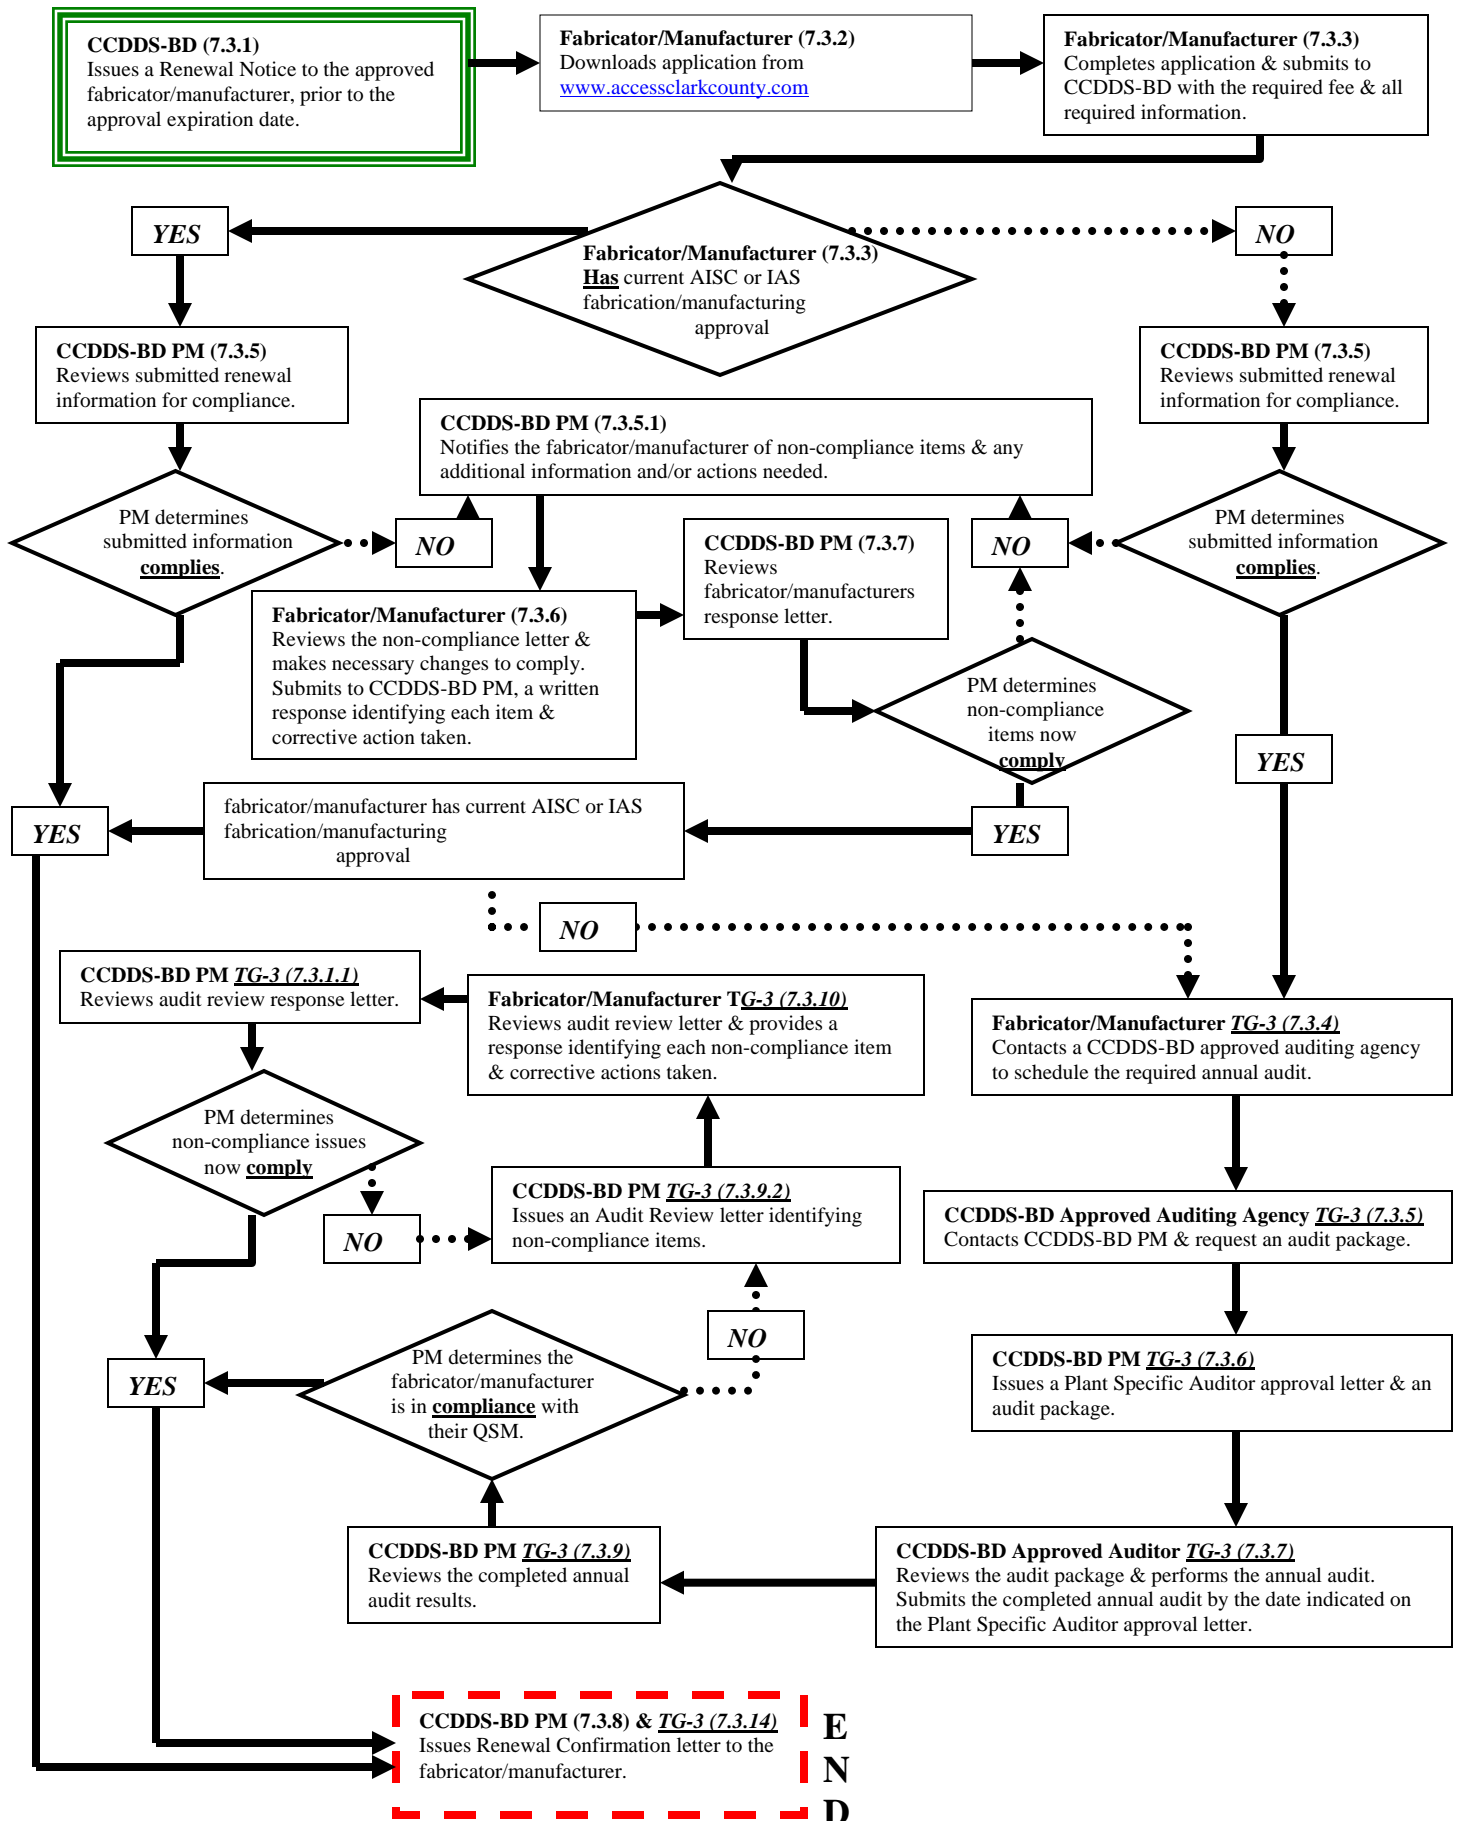 CCDDS-BD (7.3.1)
Issues a Renewal Notice to the approved
fabricator/manufacturer, prior to the
approval expiration date.
Fabricator/Manufacturer (7.3.2)
Downloads application from
www.accessclarkcounty.com
Fabricator/Manufacturer (7.3.3)
Completes application & submits to
CCDDS-BD with the required fee & all
required information.
Fabricator/Manufacturer (7.3.3)
Has current AISC or IAS
fabrication/manufacturing
approval
YES
NO
CCDDS-BD PM (7.3.5)
Reviews submitted renewal
information for compliance.
CCDDS-BD PM (7.3.5)
Reviews submitted renewal
information for compliance.
CCDDS-BD PM (7.3.5.1)
Notifies the fabricator/manufacturer of non-compliance items & any
additional information and/or actions needed.
PM determines
submitted information
complies.
NO
NO
PM determines
submitted information
complies.
CCDDS-BD PM (7.3.7)
Reviews
fabricator/manufacturers
response letter.
Fabricator/Manufacturer (7.3.6)
Reviews the non-compliance letter &
makes necessary changes to comply.
Submits to CCDDS-BD PM, a written
response identifying each item &
corrective action taken.
PM determines
non-compliance
items now
comply
YES
YES
fabricator/manufacturer has current AISC or IAS
fabrication/manufacturing
approval
YES
NO
CCDDS-BD PM TG-3 (7.3.1.1)
Reviews audit review response letter.
Fabricator/Manufacturer TG-3 (7.3.10)
Reviews audit review letter & provides a
response identifying each non-compliance item
& corrective actions taken.
Fabricator/Manufacturer TG-3 (7.3.4)
Contacts a CCDDS-BD approved auditing agency
to schedule the required annual audit.
PM determines
non-compliance issues
now comply
NO
CCDDS-BD PM TG-3 (7.3.9.2)
Issues an Audit Review letter identifying
non-compliance items.
CCDDS-BD Approved Auditing Agency TG-3 (7.3.5)
Contacts CCDDS-BD PM & request an audit package.
NO
YES
PM determines the
fabricator/manufacturer
is in compliance with
their QSM.
CCDDS-BD PM TG-3 (7.3.6)
Issues a Plant Specific Auditor approval letter & an
audit package.
CCDDS-BD PM TG-3 (7.3.9)
Reviews the completed annual
audit results.
CCDDS-BD Approved Auditor TG-3 (7.3.7)
Reviews the audit package & performs the annual audit.
Submits the completed annual audit by the date indicated on
the Plant Specific Auditor approval letter.
CCDDS-BD PM (7.3.8) & TG-3 (7.3.14)
Issues Renewal Confirmation letter to the
fabricator/manufacturer.
E
N
D